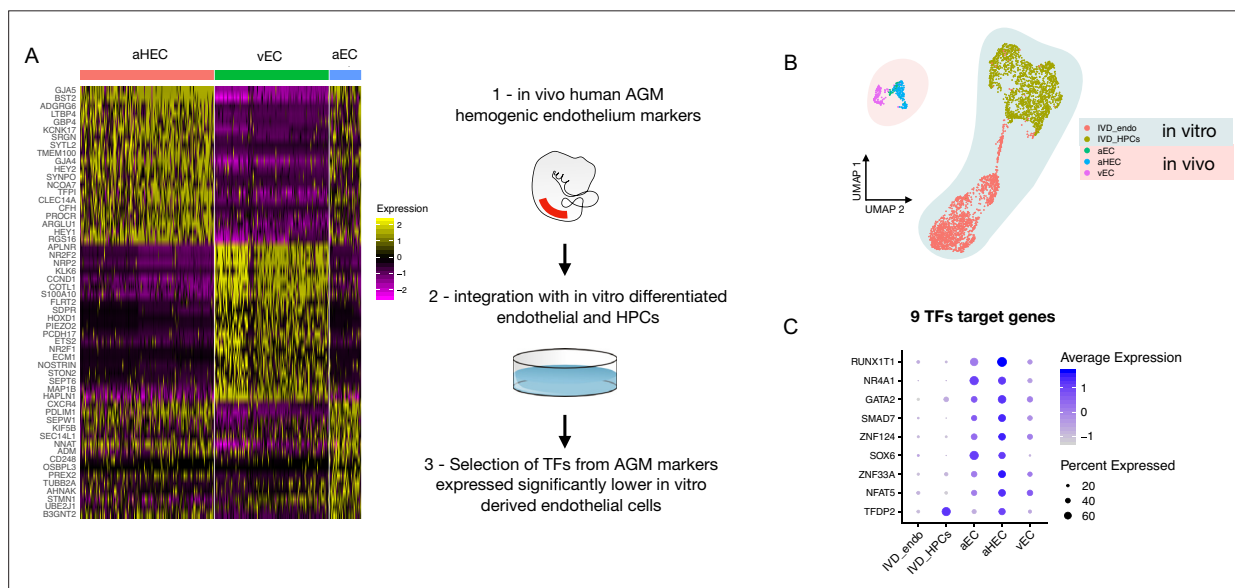 A
aHEC
vEC
aEC
GJA5
BST2
ADGRG6
LTBP4
GBP4
KCNK17
SRGN
SYTL2
TMEM100
GJA4
HEY2
SYNPO
NCOA7
TFPI
CLEC14A
CFH
PROCR
ARGLU1
HEY1
RGS16
APLNR
NR2F2
NRP2
KLK6
CCND1
COTL1
S100A10
FLRT2
SDPR
HOXD1
PIEZO2
PCDH17
ETS2
NR2F1
ECM1
NOSTRIN
STON2
SEPT6
MAP1B
HAPLN1
CXCR4
PDLIM1
SEPW1
KIF5B
SEC14L1
NNAT
ADM
CD248
OSBPL3
PREX2
TUBB2A
AHNAK
STMN1
UBE2J1
B3GNT2
Expression
2
1
0
−1
−2
1 - in vivo human AGM
hemogenic endothelium markers
2 - integration with in vitro differentiated
endothelial and HPCs
3 - Selection of TFs from AGM markers
expressed significantly lower in vitro
derived endothelial cells
B
UMAP 1
UMAP 2
IVD_endo
IVD_HPCs
aEC
aHEC
vEC
in vitro
in vivo
C
9 TFs target genes
RUNX1T1
NR4A1
GATA2
SMAD7
ZNF124
SOX6
ZNF33A
NFAT5
TFDP2
IVD_endo
IVD_HPCs
aEC
aHEC
vEC
Average Expression
1
0
−1
Percent Expressed
20
40
60